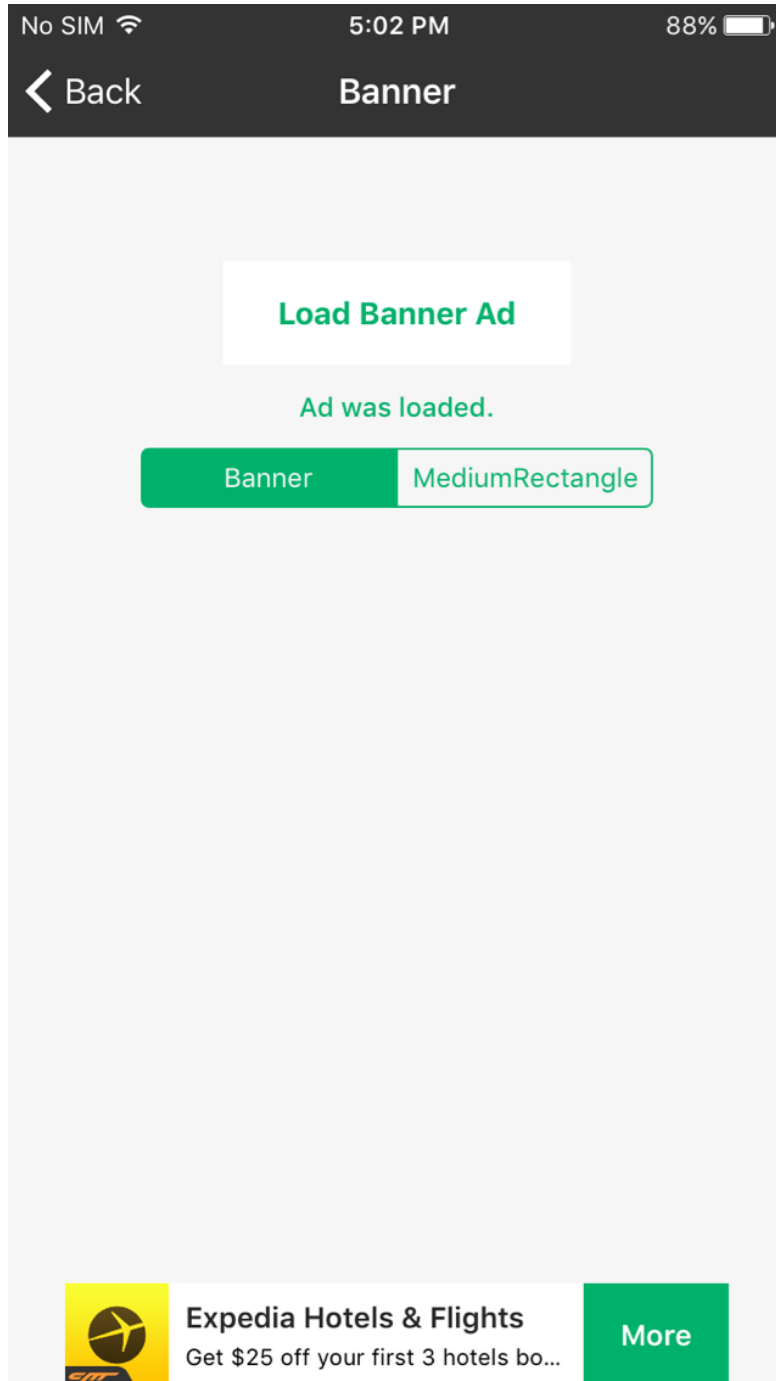 No SIM 5:02 PM 88%
Back Banner
Load Banner Ad
Ad was loaded.
Banner MediumRectangle
Expedia Hotels & Flights
Get $25 off your first 3 hotels bo...
More